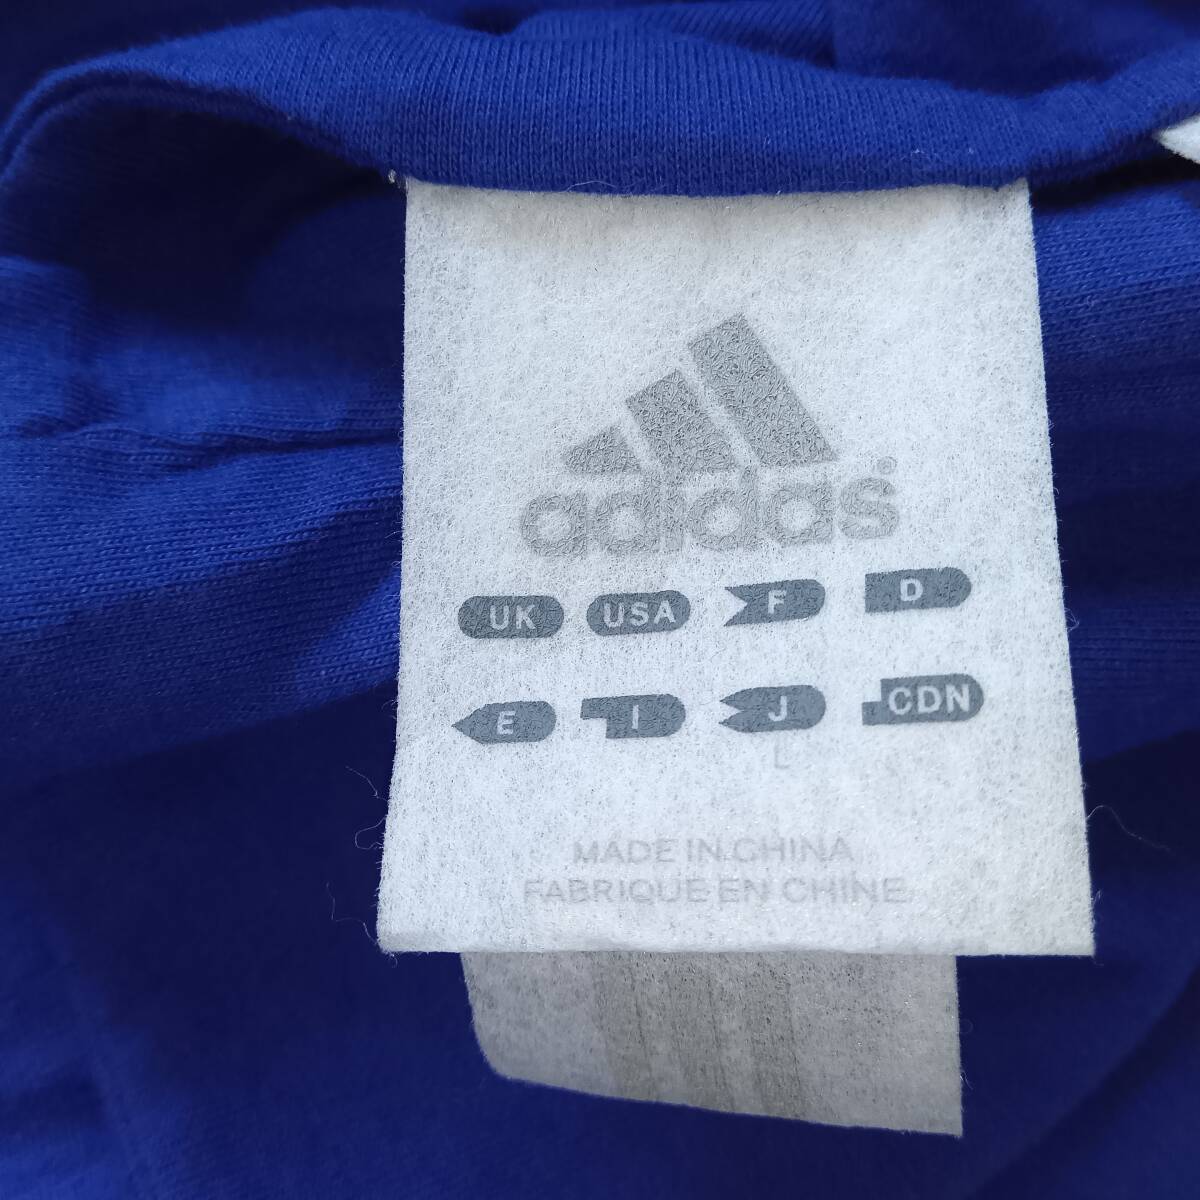 adidas®
UK USA F D
E I J CDN
L
MADE IN CHINA
FABRIQUE EN CHINE